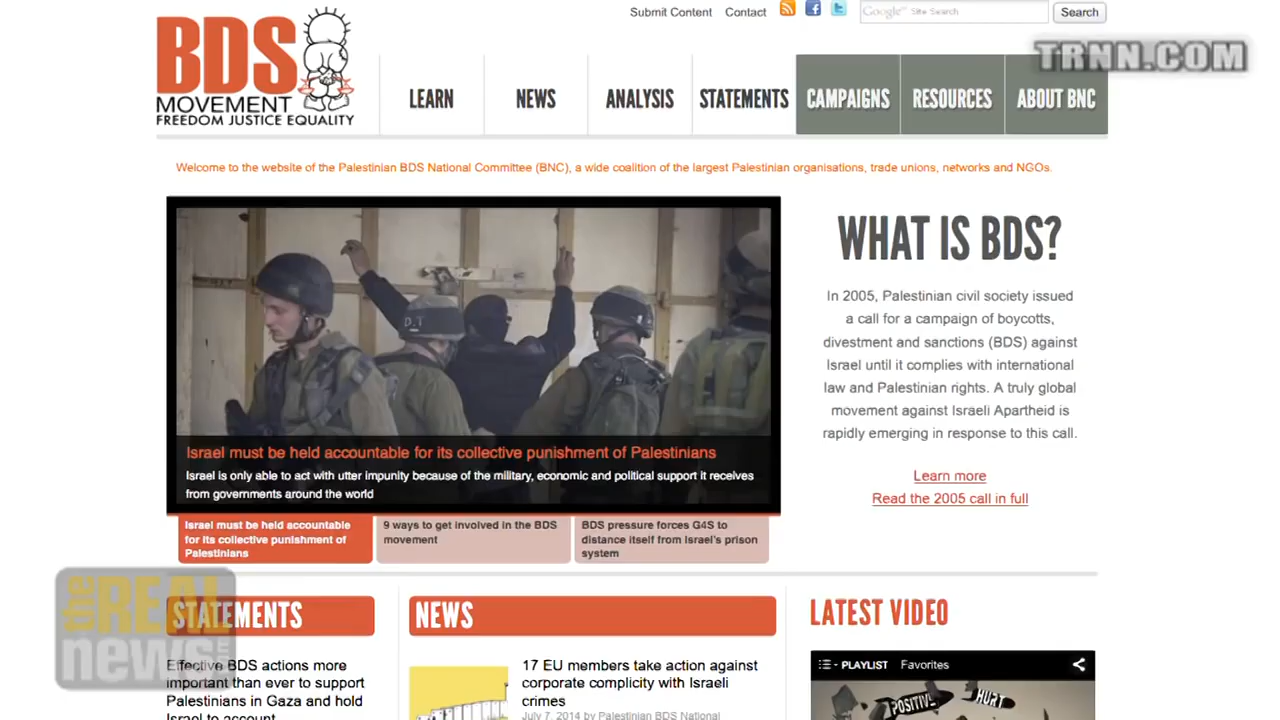 Submit Content Contact
Google™ Site Search
Search
TRNN.COM
BDS
MOVEMENT
FREEDOM JUSTICE EQUALITY
LEARN
NEWS
ANALYSIS
STATEMENTS
CAMPAIGNS
RESOURCES
ABOUT BNC
Welcome to the website of the Palestinian BDS National Committee (BNC), a wide coalition of the largest Palestinian organisations, trade unions, networks and NGOs.
D.T
Israel must be held accountable for its collective punishment of Palestinians
Israel is only able to act with utter impunity because of the military, economic and political support it receives
from governments around the world
Israel must be held accountable
for its collective punishment of
Palestinians
9 ways to get involved in the BDS
movement
BDS pressure forces G4S to
distance itself from Israel's prison
system
WHAT IS BDS?
In 2005, Palestinian civil society issued
a call for a campaign of boycotts,
divestment and sanctions (BDS) against
Israel until it complies with international
law and Palestinian rights. A truly global
movement against Israeli Apartheid is
rapidly emerging in response to this call.
Learn more
Read the 2005 call in full
the REAL
news.com
STATEMENTS
Effective BDS actions more
important than ever to support
Palestinians in Gaza and hold
Israel to account
NEWS
17 EU members take action against
corporate complicity with Israeli
crimes
July 7, 2014 by Palestinian BDS National
LATEST VIDEO
PLAYLIST Favorites
POSITIVE
HURT